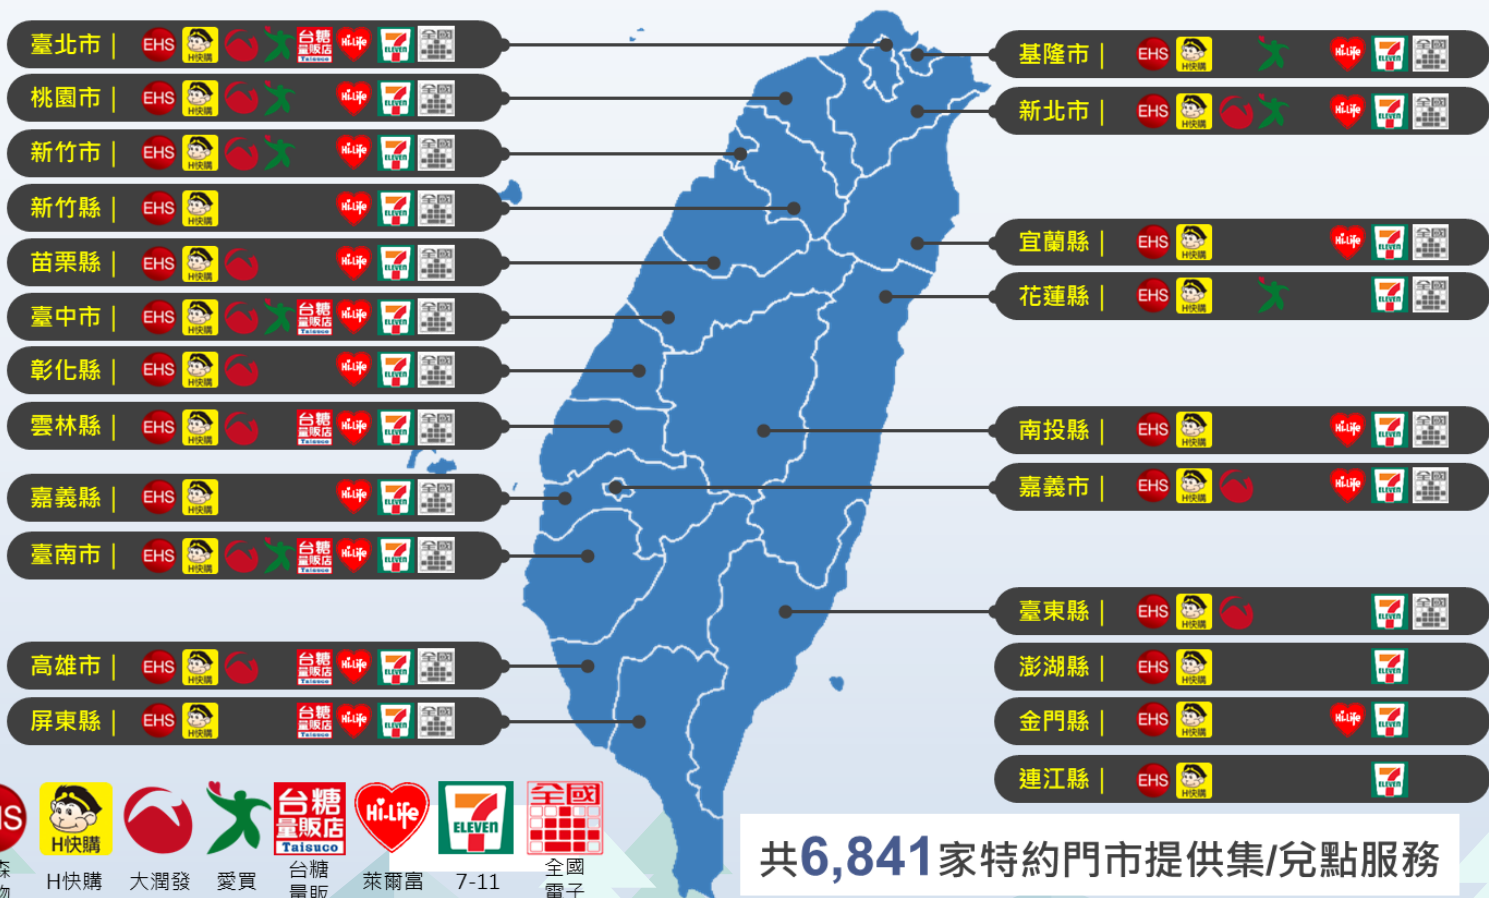 臺北市｜ EHS H快購 台糖量販店 Taisuco Hi-Life 7 ELEVEN 全國
桃園市｜ EHS H快購 Hi-Life 7 ELEVEN 全國
新竹市｜ EHS H快購 Hi-Life 7 ELEVEN 全國
新竹縣｜ EHS H快購 Hi-Life 7 ELEVEN 全國
苗栗縣｜ EHS H快購 Hi-Life 7 ELEVEN 全國
臺中市｜ EHS H快購 台糖量販店 Taisuco Hi-Life 7 ELEVEN 全國
彰化縣｜ EHS H快購 Hi-Life 7 ELEVEN 全國
雲林縣｜ EHS H快購 台糖量販店 Taisuco Hi-Life 7 ELEVEN 全國
嘉義縣｜ EHS H快購 Hi-Life 7 ELEVEN 全國
臺南市｜ EHS H快購 台糖量販店 Taisuco Hi-Life 7 ELEVEN 全國
高雄市｜ EHS H快購 台糖量販店 Taisuco Hi-Life 7 ELEVEN 全國
屏東縣｜ EHS H快購 台糖量販店 Taisuco Hi-Life 7 ELEVEN 全國
基隆市｜ EHS H快購 Hi-Life 7 ELEVEN 全國
新北市｜ EHS H快購 Hi-Life 7 ELEVEN 全國
宜蘭縣｜ EHS H快購 Hi-Life 7 ELEVEN 全國
花蓮縣｜ EHS H快購 7 ELEVEN 全國
南投縣｜ EHS H快購 Hi-Life 7 ELEVEN 全國
嘉義市｜ EHS H快購 Hi-Life 7 ELEVEN 全國
臺東縣｜ EHS H快購 7 ELEVEN 全國
澎湖縣｜ EHS H快購 7 ELEVEN
金門縣｜ EHS H快購 Hi-Life 7 ELEVEN
連江縣｜ EHS H快購 7 ELEVEN
HS H快購 台糖量販店 Taisuco Hi-Life 7 ELEVEN 全國
森 H快購 大潤發 愛買 台糖 萊爾富 7-11 全國
物 量販 電子
共6,841家特約門市提供集/兌點服務